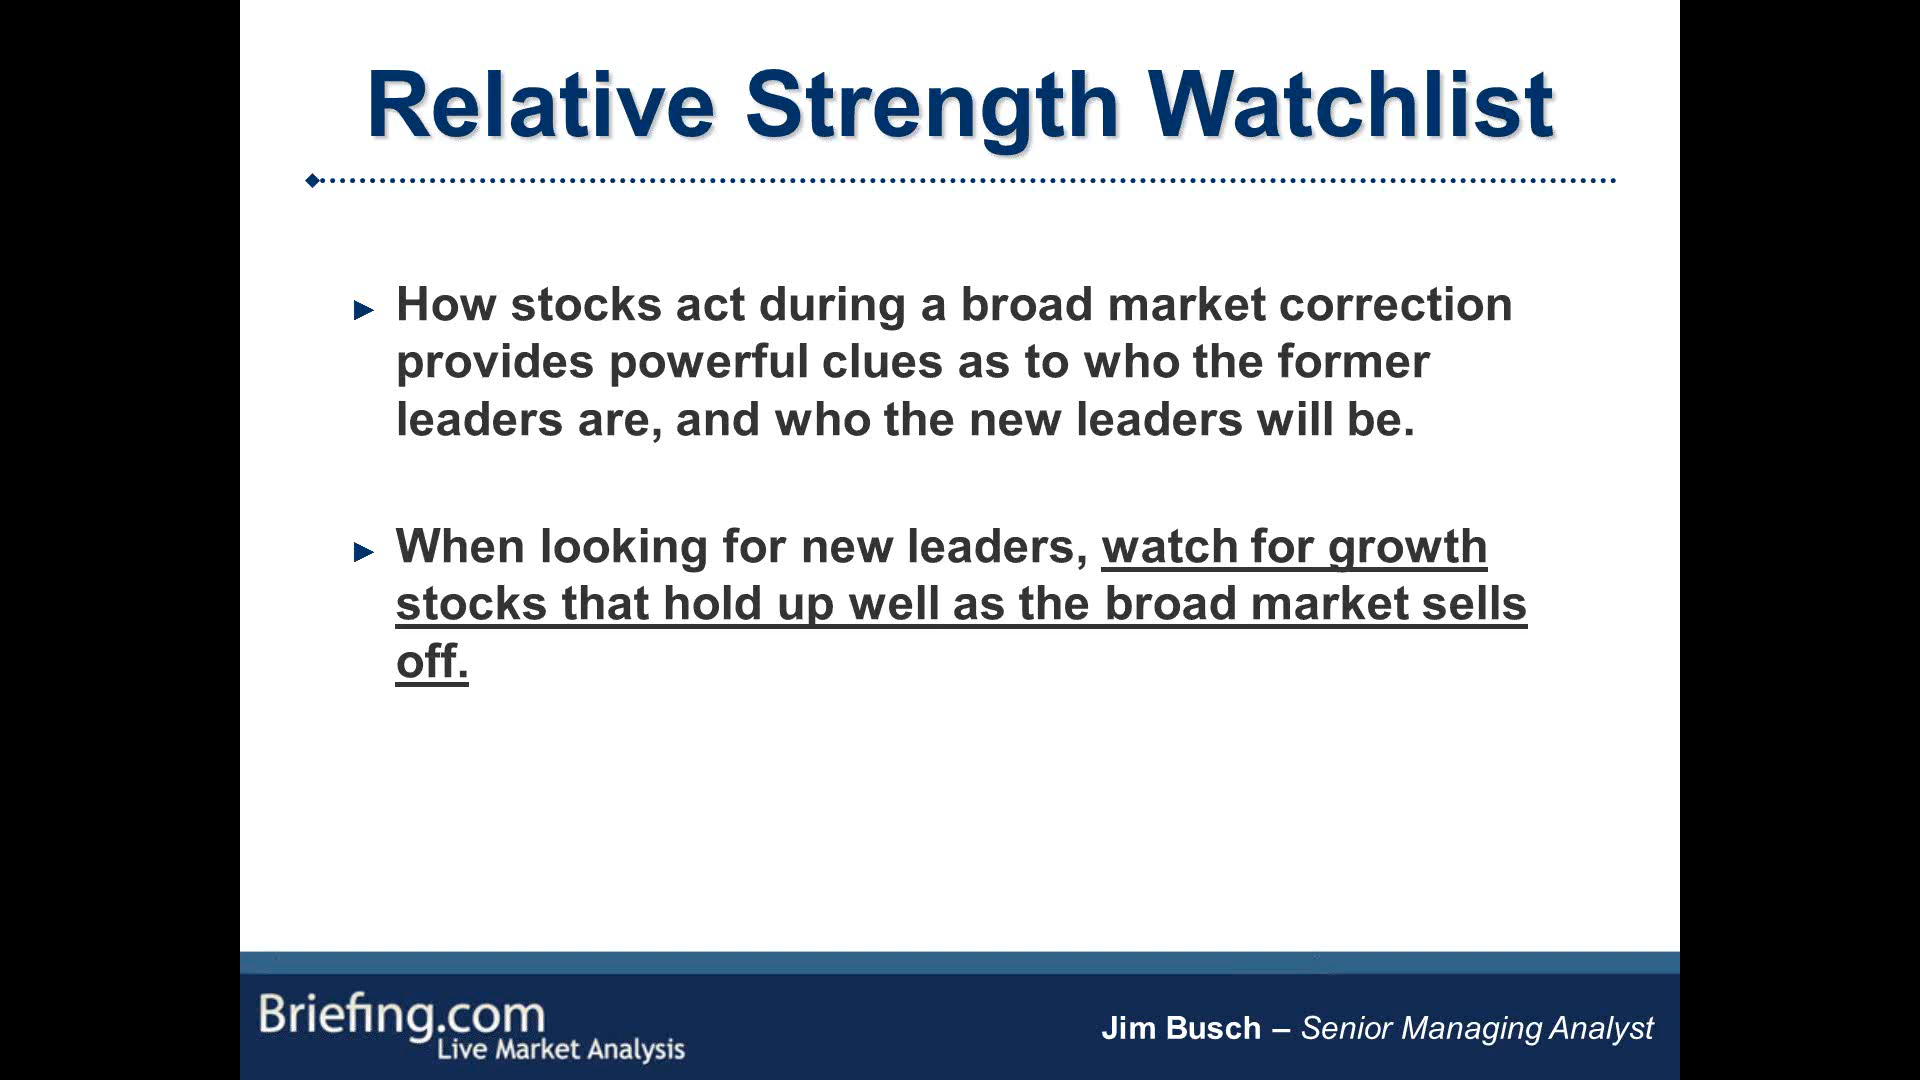 Relative Strength Watchlist
► How stocks act during a broad market correction
provides powerful clues as to who the former
leaders are, and who the new leaders will be.
► When looking for new leaders, watch for growth
stocks that hold up well as the broad market sells
off.
Briefing.com
Live Market Analysis
Jim Busch – Senior Managing Analyst